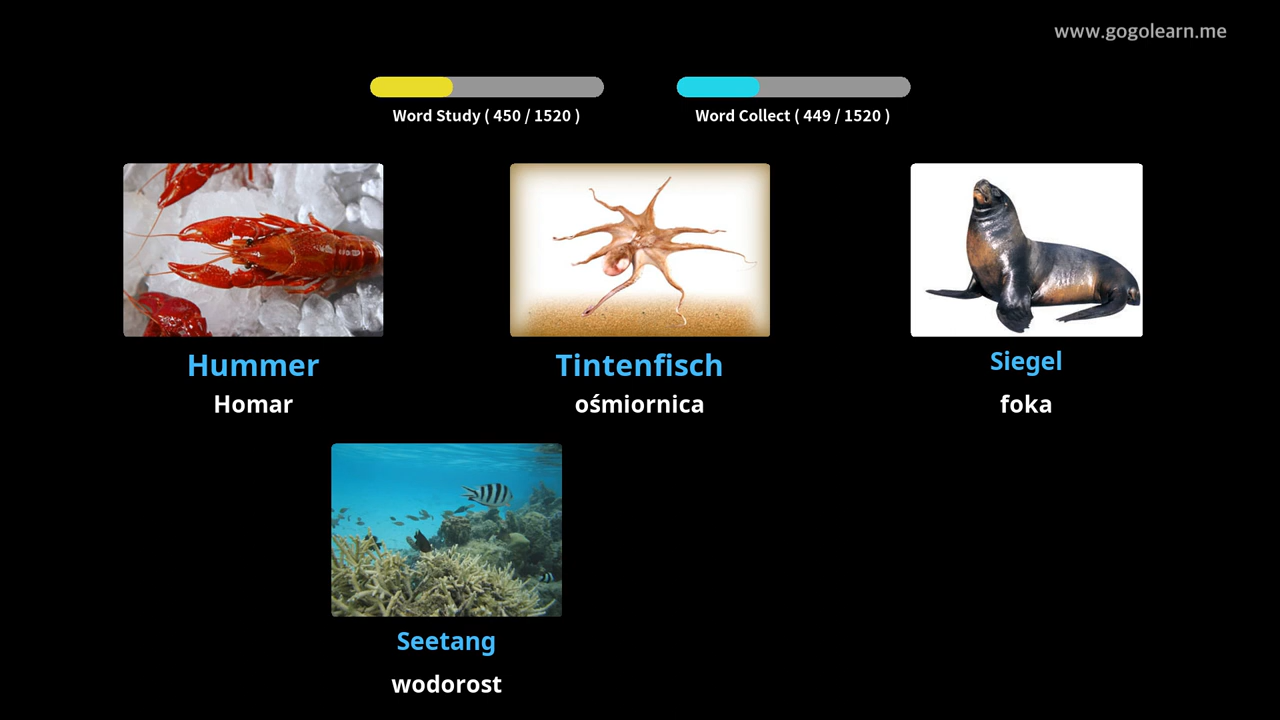 www.gogolearn.me
Word Study ( 450 / 1520 )
Word Collect ( 449 / 1520 )
Hummer
Tintenfisch
Siegel
Homar
ośmiornica
foka
Seetang
wodorost